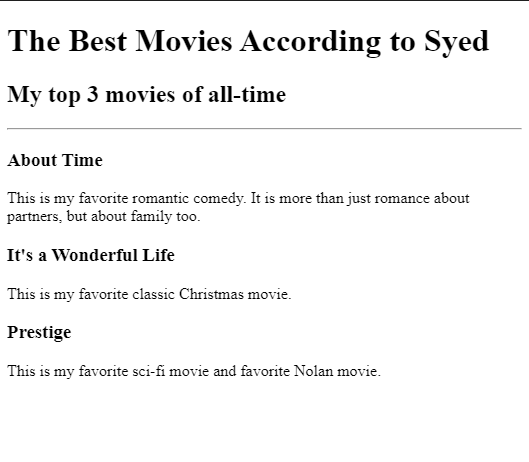 The Best Movies According to Syed
My top 3 movies of all-time
About Time
This is my favorite romantic comedy. It is more than just romance about
partners, but about family too.
It's a Wonderful Life
This is my favorite classic Christmas movie.
Prestige
This is my favorite sci-fi movie and favorite Nolan movie.